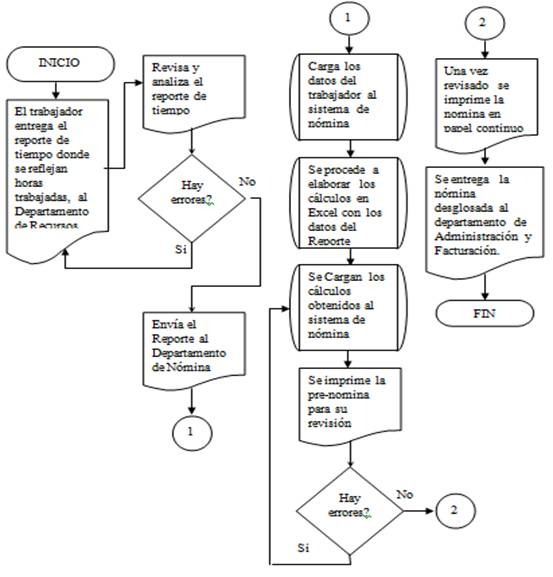 INICIO
El trabajador
entrega el
reporte de
tiempo donde
se reflejan
horas
trabajadas, al
Departamento
de Recursos
Revisa y
analiza el
reporte de
tiempo
Hay
errores?
No
Si
Envía el
Reporte al
Departamento
de Nómina
1
1
Carga los
datos del
trabajador al
sistema de
nómina
Se procede a
elaborar los
cálculos en
Excel con los
datos del
Reporte
Se Cargan los
cálculos
obtenidos al
sistema de
nómina
Se imprime la
pre-nomina
para su
revisión
Hay
errores?
No
2
Si
2
Una vez
revisado se
imprime la
nomina en
papel continuo
Se entrega la
nómina
desglosada al
departamento de
Administración y
Facturación.
FIN